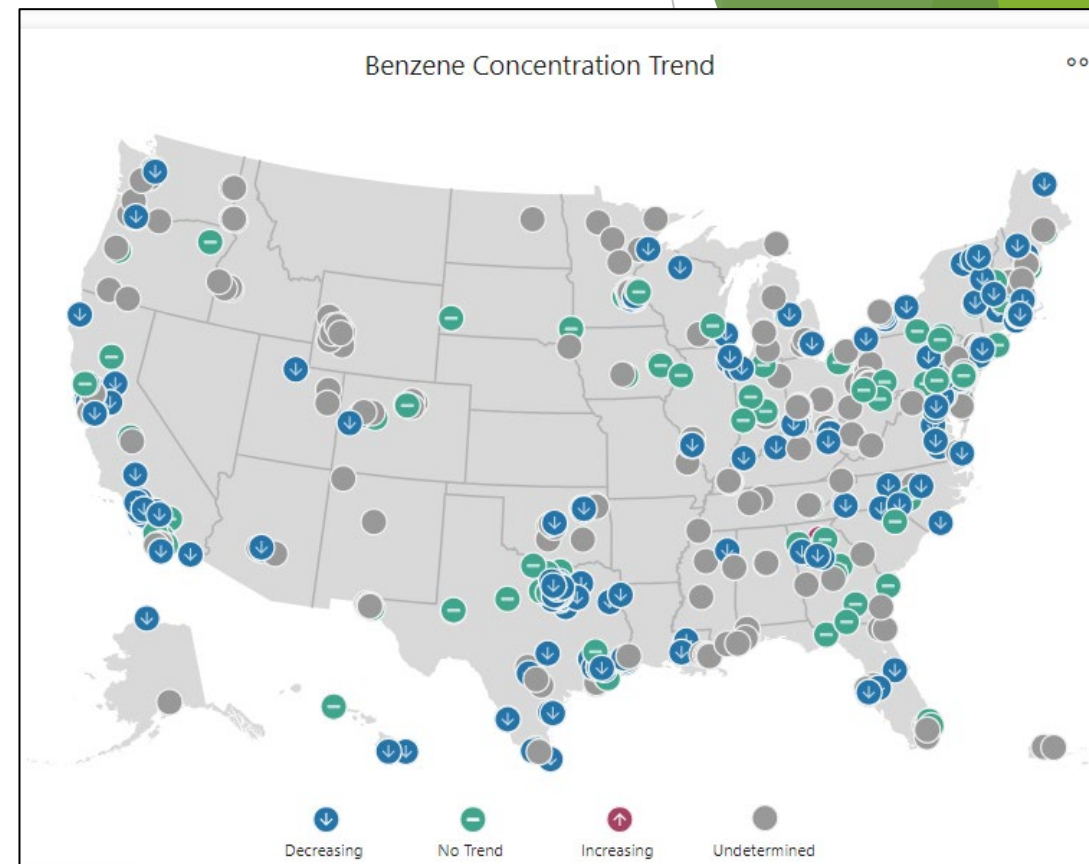 Benzene Concentration Trend
Decreasing
No Trend
Increasing
Undetermined